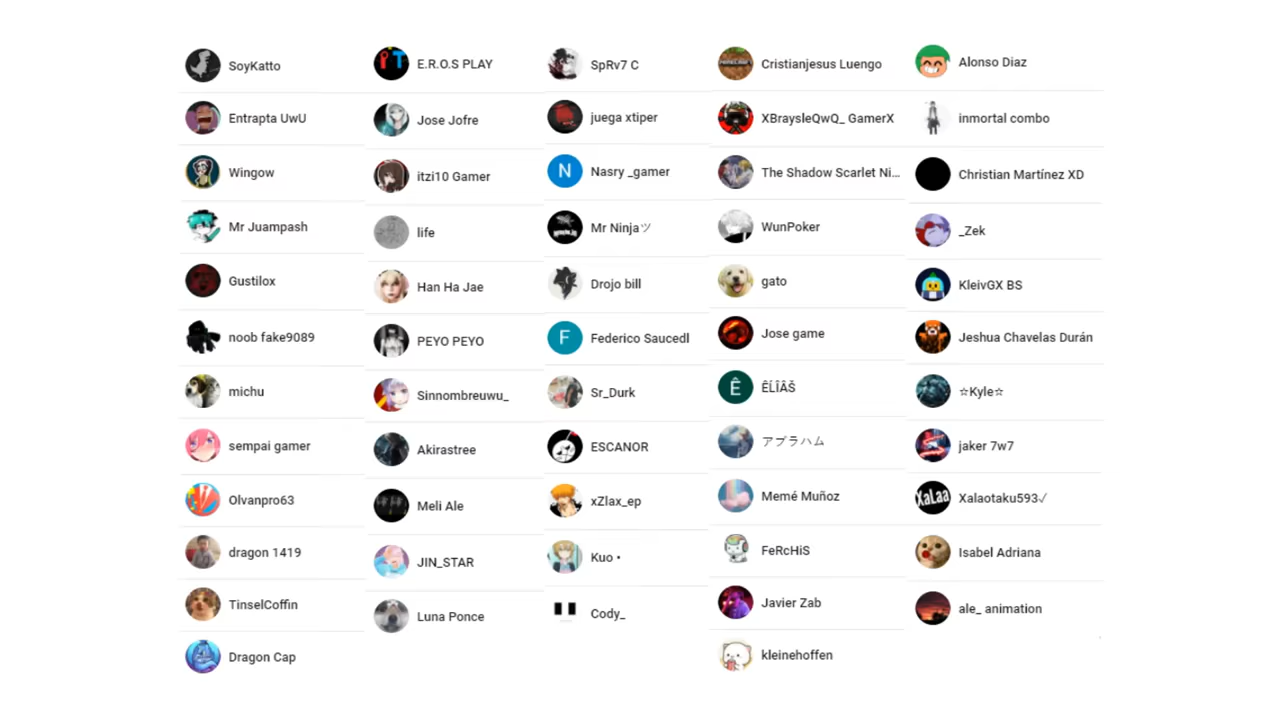 SoyKatto
Entrapta UwU
Wingow
Mr Juampash
Gustilox
noob fake9089
michu
sempai gamer
Olvanpro63
dragon 1419
TinselCoffin
Dragon Cap
E.R.O.S PLAY
Jose Jofre
itzi10 Gamer
life
Han Ha Jae
PEYO PEYO
Sinnombreuwu_
Akirastree
Meli Ale
JIN_STAR
Luna Ponce
SpRv7 C
juega xtiper
N
Nasry _gamer
Mr Ninjaツ
Drojo bill
F
Federico Saucedl
Sr_Durk
ESCANOR
xZlax_ep
Kuo •
Cody_
Cristianjesus Luengo
XBraysleQwQ_ GamerX
The Shadow Scarlet Ni...
WunPoker
gato
Jose game
Ê
ÊĹÎÂŠ
アブラハム
Memé Muñoz
FeRcHiS
Javier Zab
kleinehoffen
Alonso Diaz
inmortal combo
Christian Martínez XD
_Zek
KleivGX BS
Jeshua Chavelas Durán
☆Kyle☆
jaker 7w7
XaLaa
Xalaotaku593✓
Isabel Adriana
ale_ animation